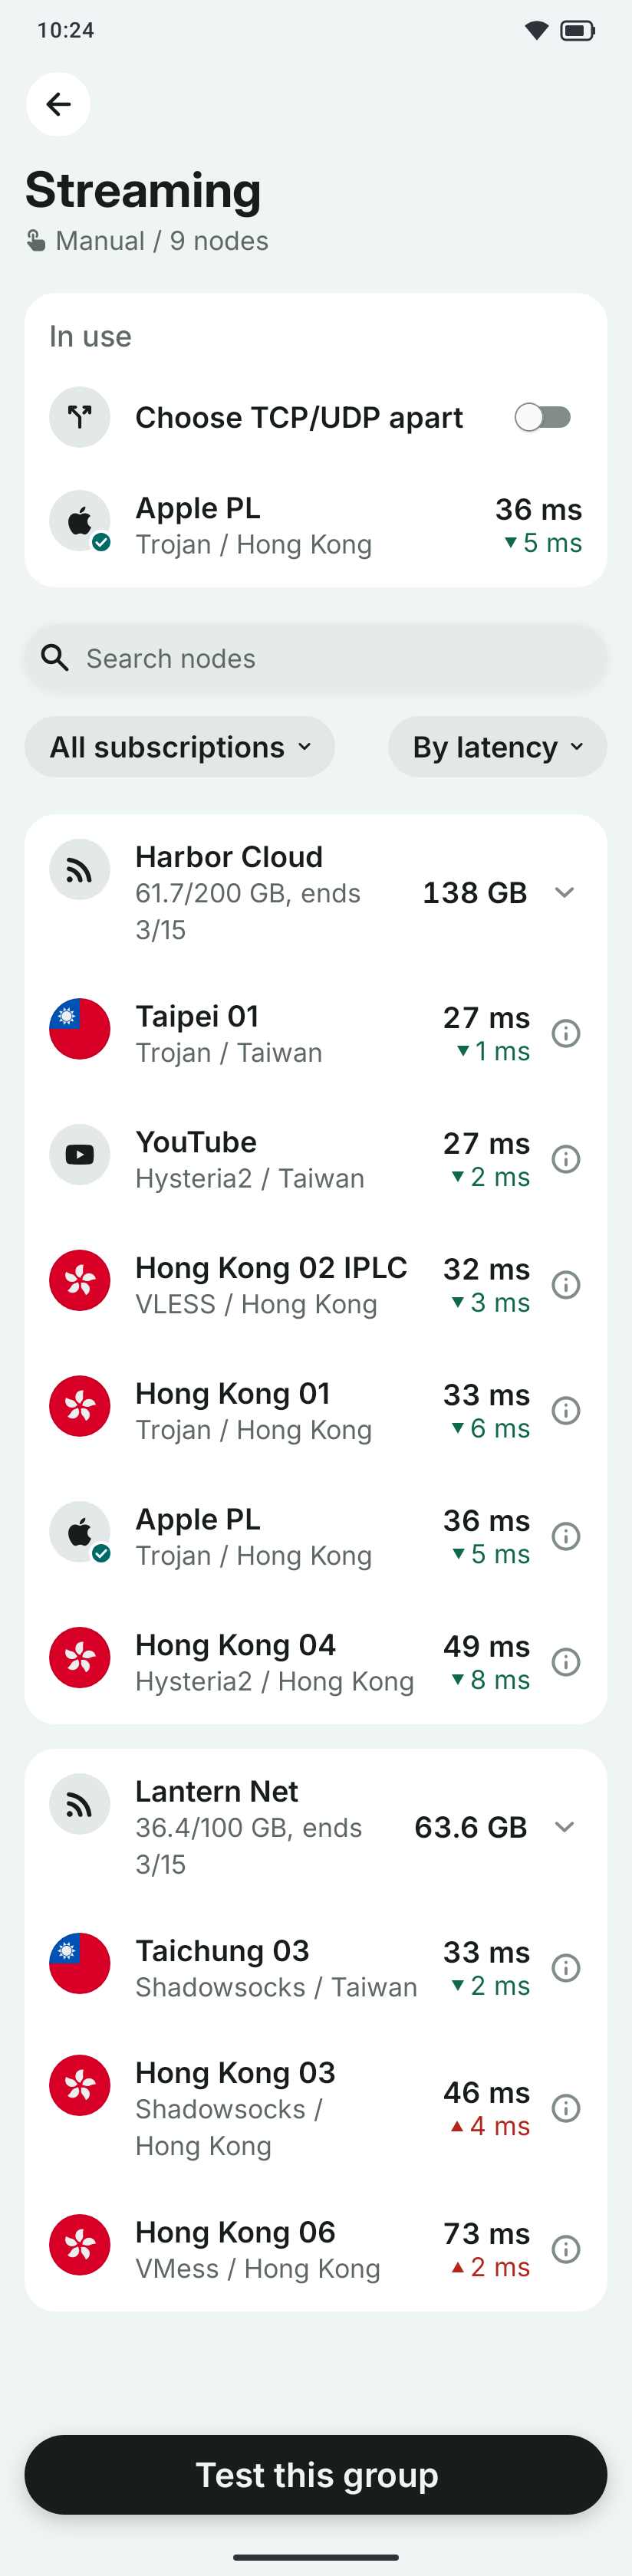 10:24
Streaming
Manual / 9 nodes
In use
Choose TCP/UDP apart
Apple PL
36 ms
Trojan / Hong Kong
▼ 5 ms
Search nodes
All subscriptions
By latency
Harbor Cloud
61.7/200 GB, ends
3/15
138 GB
Taipei 01
27 ms
Trojan / Taiwan
▼ 1 ms
YouTube
27 ms
Hysteria2 / Taiwan
▼ 2 ms
Hong Kong 02 IPLC
32 ms
VLESS / Hong Kong
▼ 3 ms
Hong Kong 01
33 ms
Trojan / Hong Kong
▼ 6 ms
Apple PL
36 ms
Trojan / Hong Kong
▼ 5 ms
Hong Kong 04
49 ms
Hysteria2 / Hong Kong
▼ 8 ms
Lantern Net
36.4/100 GB, ends
3/15
63.6 GB
Taichung 03
33 ms
Shadowsocks / Taiwan
▼ 2 ms
Hong Kong 03
Shadowsocks /
Hong Kong
46 ms
▲ 4 ms
Hong Kong 06
73 ms
VMess / Hong Kong
▲ 2 ms
Test this group